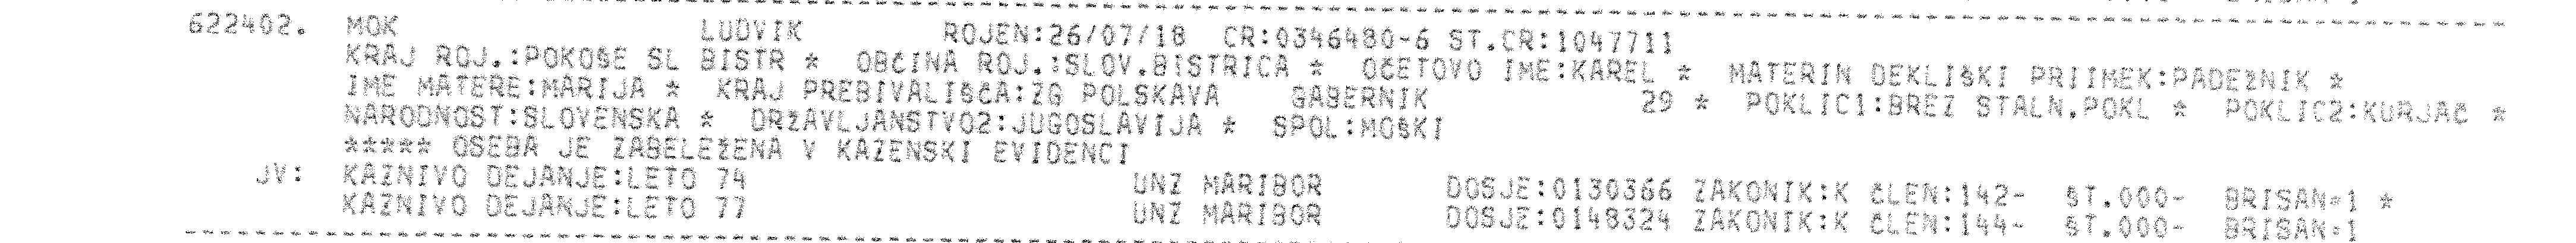 622402. MOK LUDVIK ROJEN:26/07/18 CR:0346480-6 ST.CR:1047711
KRAJ ROJ.:POKOŠE SL BISTR * OBČINA ROJ.:SLOV.BISTRICA * OČETOVO IME:KAREL * MATERIN DEKLIŠKI PRIIMEK:PADEŽNIK *
IME MATERE:MARIJA * KRAJ PREBIVALIŠČA:ZG POLSKAVA GABERNIK 29 * POKLIC1:BREZ STALN.POKL * POKLIC2:KURJAČ *
NARODNOST:SLOVENSKA * DRŽAVLJANSTVO2:JUGOSLAVIJA * SPOL:MOŠKI
***** OSEBA JE ZABELEŽENA V KAZENSKI EVIDENCI
JV: KAZNIVO DEJANJE:LETO 74 UNZ MARIBOR DOSJE:0130366 ZAKONIK:K ČLEN:142- ŠT.000- BRISAN=1 *
KAZNIVO DEJANJE:LETO 77 UNZ MARIBOR DOSJE:0148324 ZAKONIK:K ČLEN:144- ŠT.000- BRISAN=1